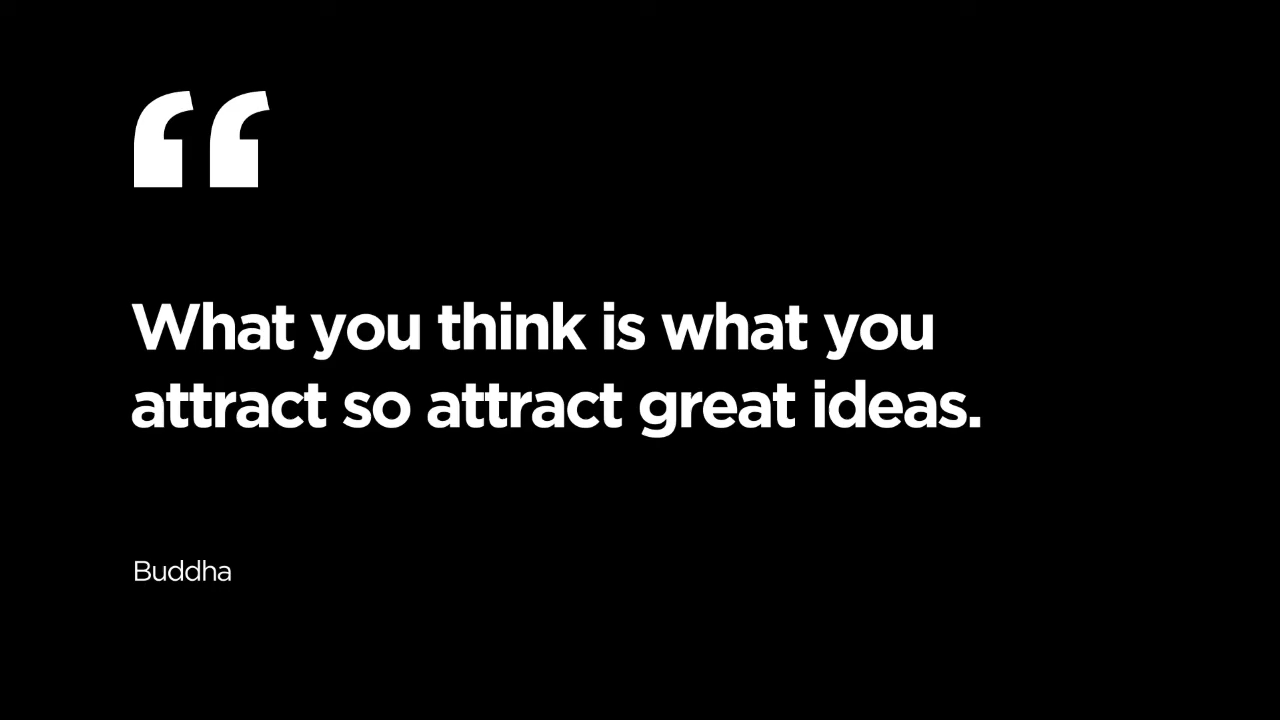 “
What you think is what you
attract so attract great ideas.
Buddha